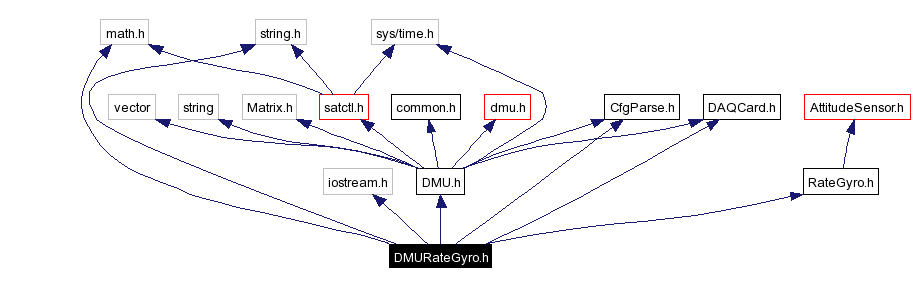 math.h
string.h
sys/time.h
vector
string
Matrix.h
satctl.h
common.h
dmu.h
CfgParse.h
DAQCard.h
AttitudeSensor.h
iostream.h
DMU.h
RateGyro.h
DMURateGyro.h